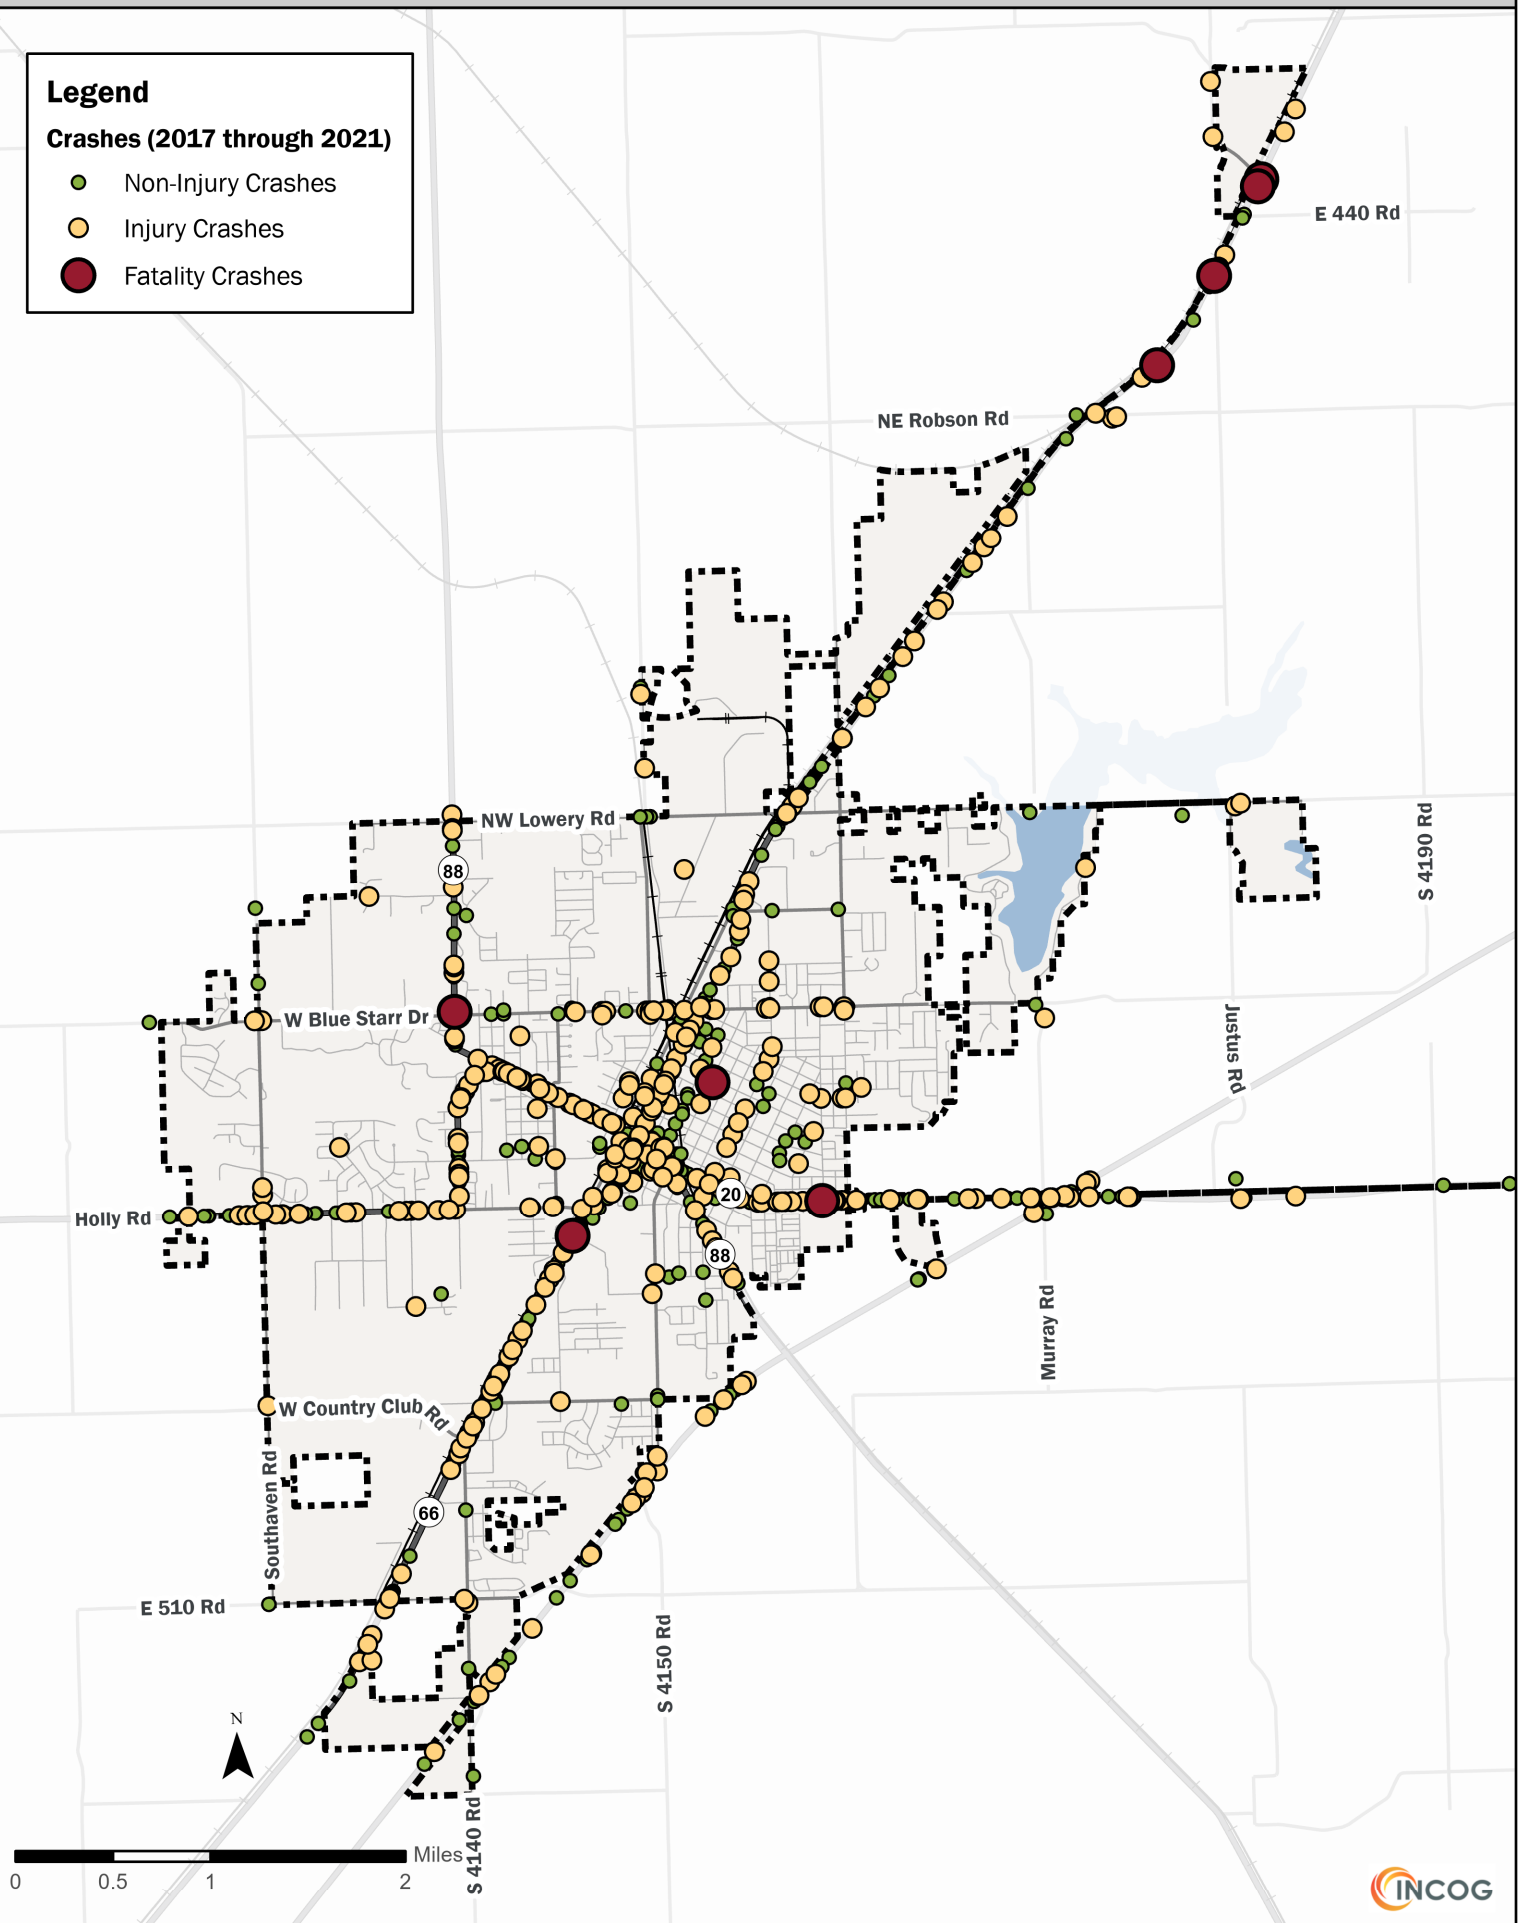 Legend
Crashes (2017 through 2021)
Non-Injury Crashes
Injury Crashes
Fatality Crashes
E 440 Rd
NE Robson Rd
NW Lowery Rd
88
S 4190 Rd
W Blue Starr Dr
Justus Rd
20
Holly Rd
88
Murray Rd
W Country Club Rd
Southaven Rd
66
E 510 Rd
S 4150 Rd
N
S 4140 Rd
Miles
0 0.5 1 2
INCOG